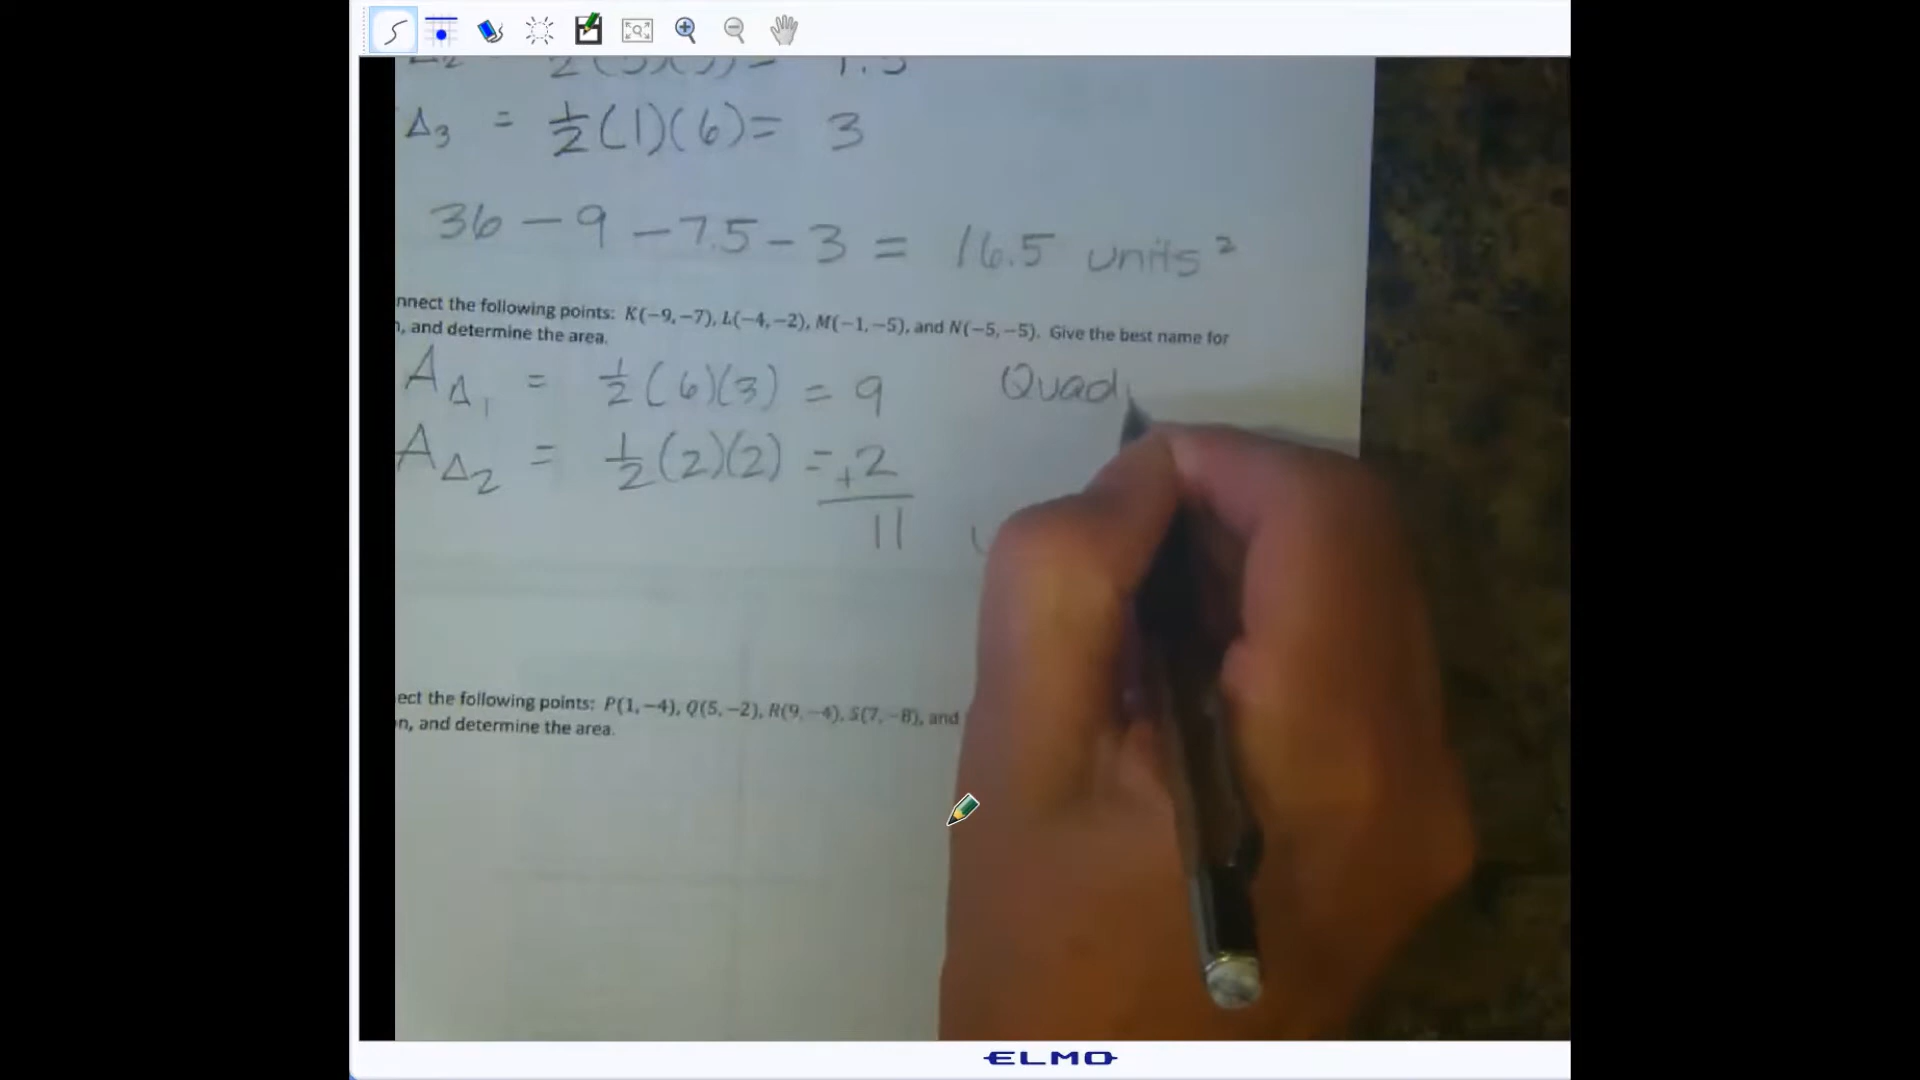 Δ₃ = 1/2 (1)(6) = 3
36 - 9 - 7.5 - 3 = 16.5 units²
nnect the following points: K(−9,−7), L(−4,−2), M(−1,−5), and N(−5,−5). Give the best name for
n, and determine the area.
A Δ₁ = 1/2 (6)(3) = 9
Quad
A Δ₂ = 1/2 (2)(2) = +2
11
ect the following points: P(1,−4), Q(5,−2), R(9,−4), S(7,−8), and
on, and determine the area.
ELMO